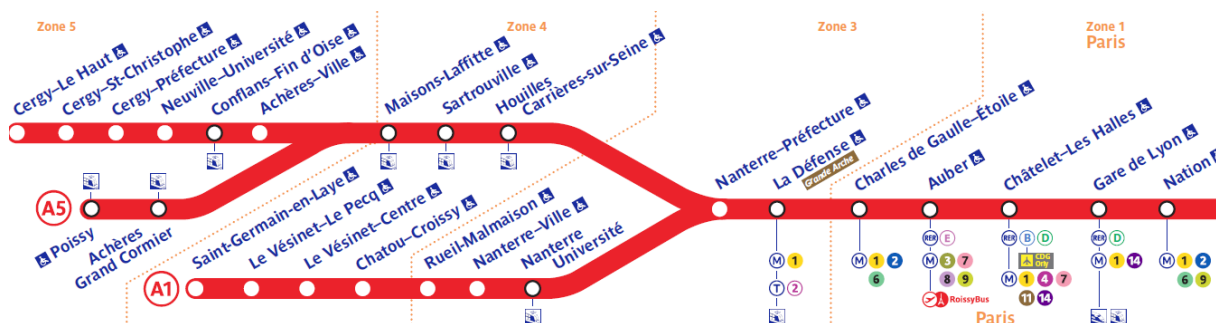 Zone 5
Zone 4
Zone 3
Zone 1
Paris
Cergy–Le Haut
Cergy–St-Christophe
Cergy–Préfecture
Neuville–Université
Conflans–Fin d'Oise
Achères–Ville
Maisons-Laffitte
Sartrouville
Houilles
Carrières-sur-Seine
Nanterre–Préfecture
La Défense
Grande Arche
Charles de Gaulle–Étoile
Auber
Châtelet–Les Halles
Gare de Lyon
Nation
A5
Poissy
Achères
Grand Cormier
A1
Saint-Germain-en-Laye
Le Vésinet–Le Pecq
Le Vésinet–Centre
Chatou–Croissy
Rueil-Malmaison
Nanterre–Ville
Nanterre
Université
M 1
T 2
M 1 2
6
RER E
M 3 7
8 9
RoissyBus
RER B D
CDG
Orly
M 1 4 7
11 14
RER D
M 1 14
M 1 2
6 9
Paris